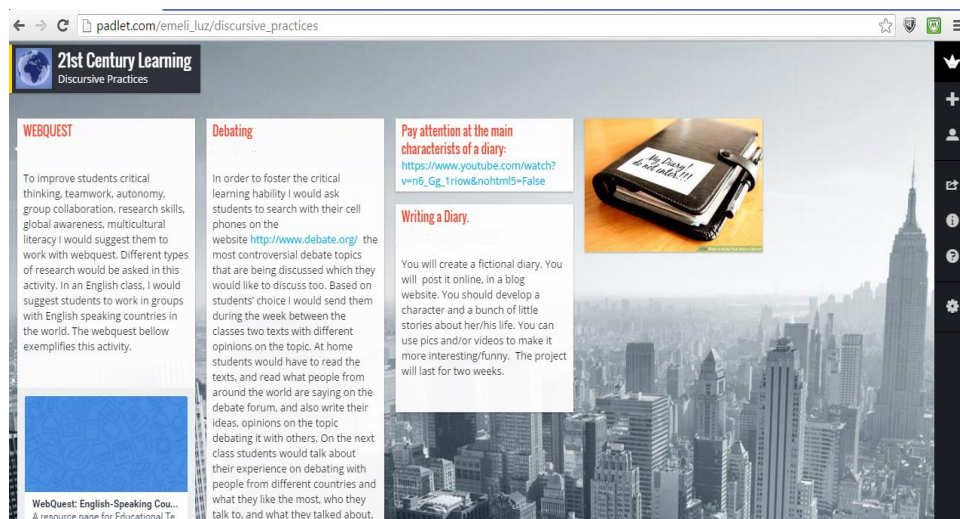 padlet.com/emeli_luz/discursive_practices
21st Century Learning
Discursive Practices
WEBQUEST
To improve students critical
thinking, teamwork, autonomy,
group collaboration, research skills,
global awareness, multicultural
literacy I would suggest them to
work with webquest. Different types
of research would be asked in this
activity. In an English class, I would
suggest students to work in groups
with English speaking countries in
the world. The webquest bellow
exemplifies this activity.
WebQuest: English-Speaking Cou...
A resource page for Educational Te...
Debating
In order to foster the critical
learning hability I would ask
students to search with their cell
phones on the
website http://www.debate.org/ the
most controversial debate topics
that are being discussed which they
would like to discuss too. Based on
students' choice I would send them
during the week between the
classes two texts with different
opinions on the topic. At home
students would have to read the
texts, and read what people from
around the world are saying on the
debate forum, and also write their
ideas, opinions on the topic
debating it with others. On the next
class students would talk about
their experience on debating with
people from different countries and
what they like the most, who they
talk to, and what they talked about.
Pay attention at the main
characterists of a diary:
https://www.youtube.com/watch?
v=n6_Gg_1riow&nohtml5=False
Writing a Diary.
You will create a fictional diary. You
will post it online, in a blog
website. You should develop a
character and a bunch of little
stories about her/his life. You can
use pics and/or videos to make it
more interesting/funny. The project
will last for two weeks.
My Diary!
do not enter!!!